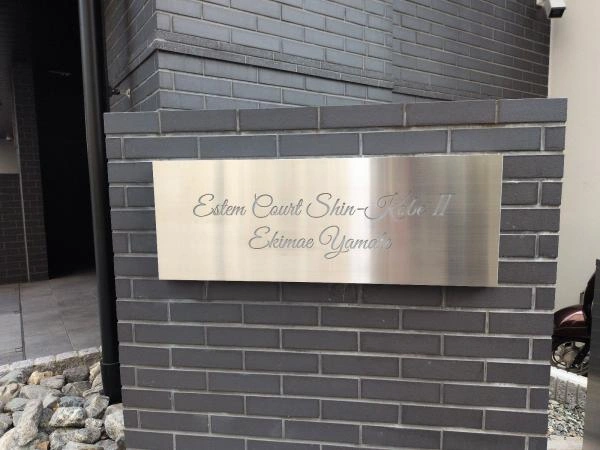 Estem Court Shin-Kobe II
Ekimae Yamate